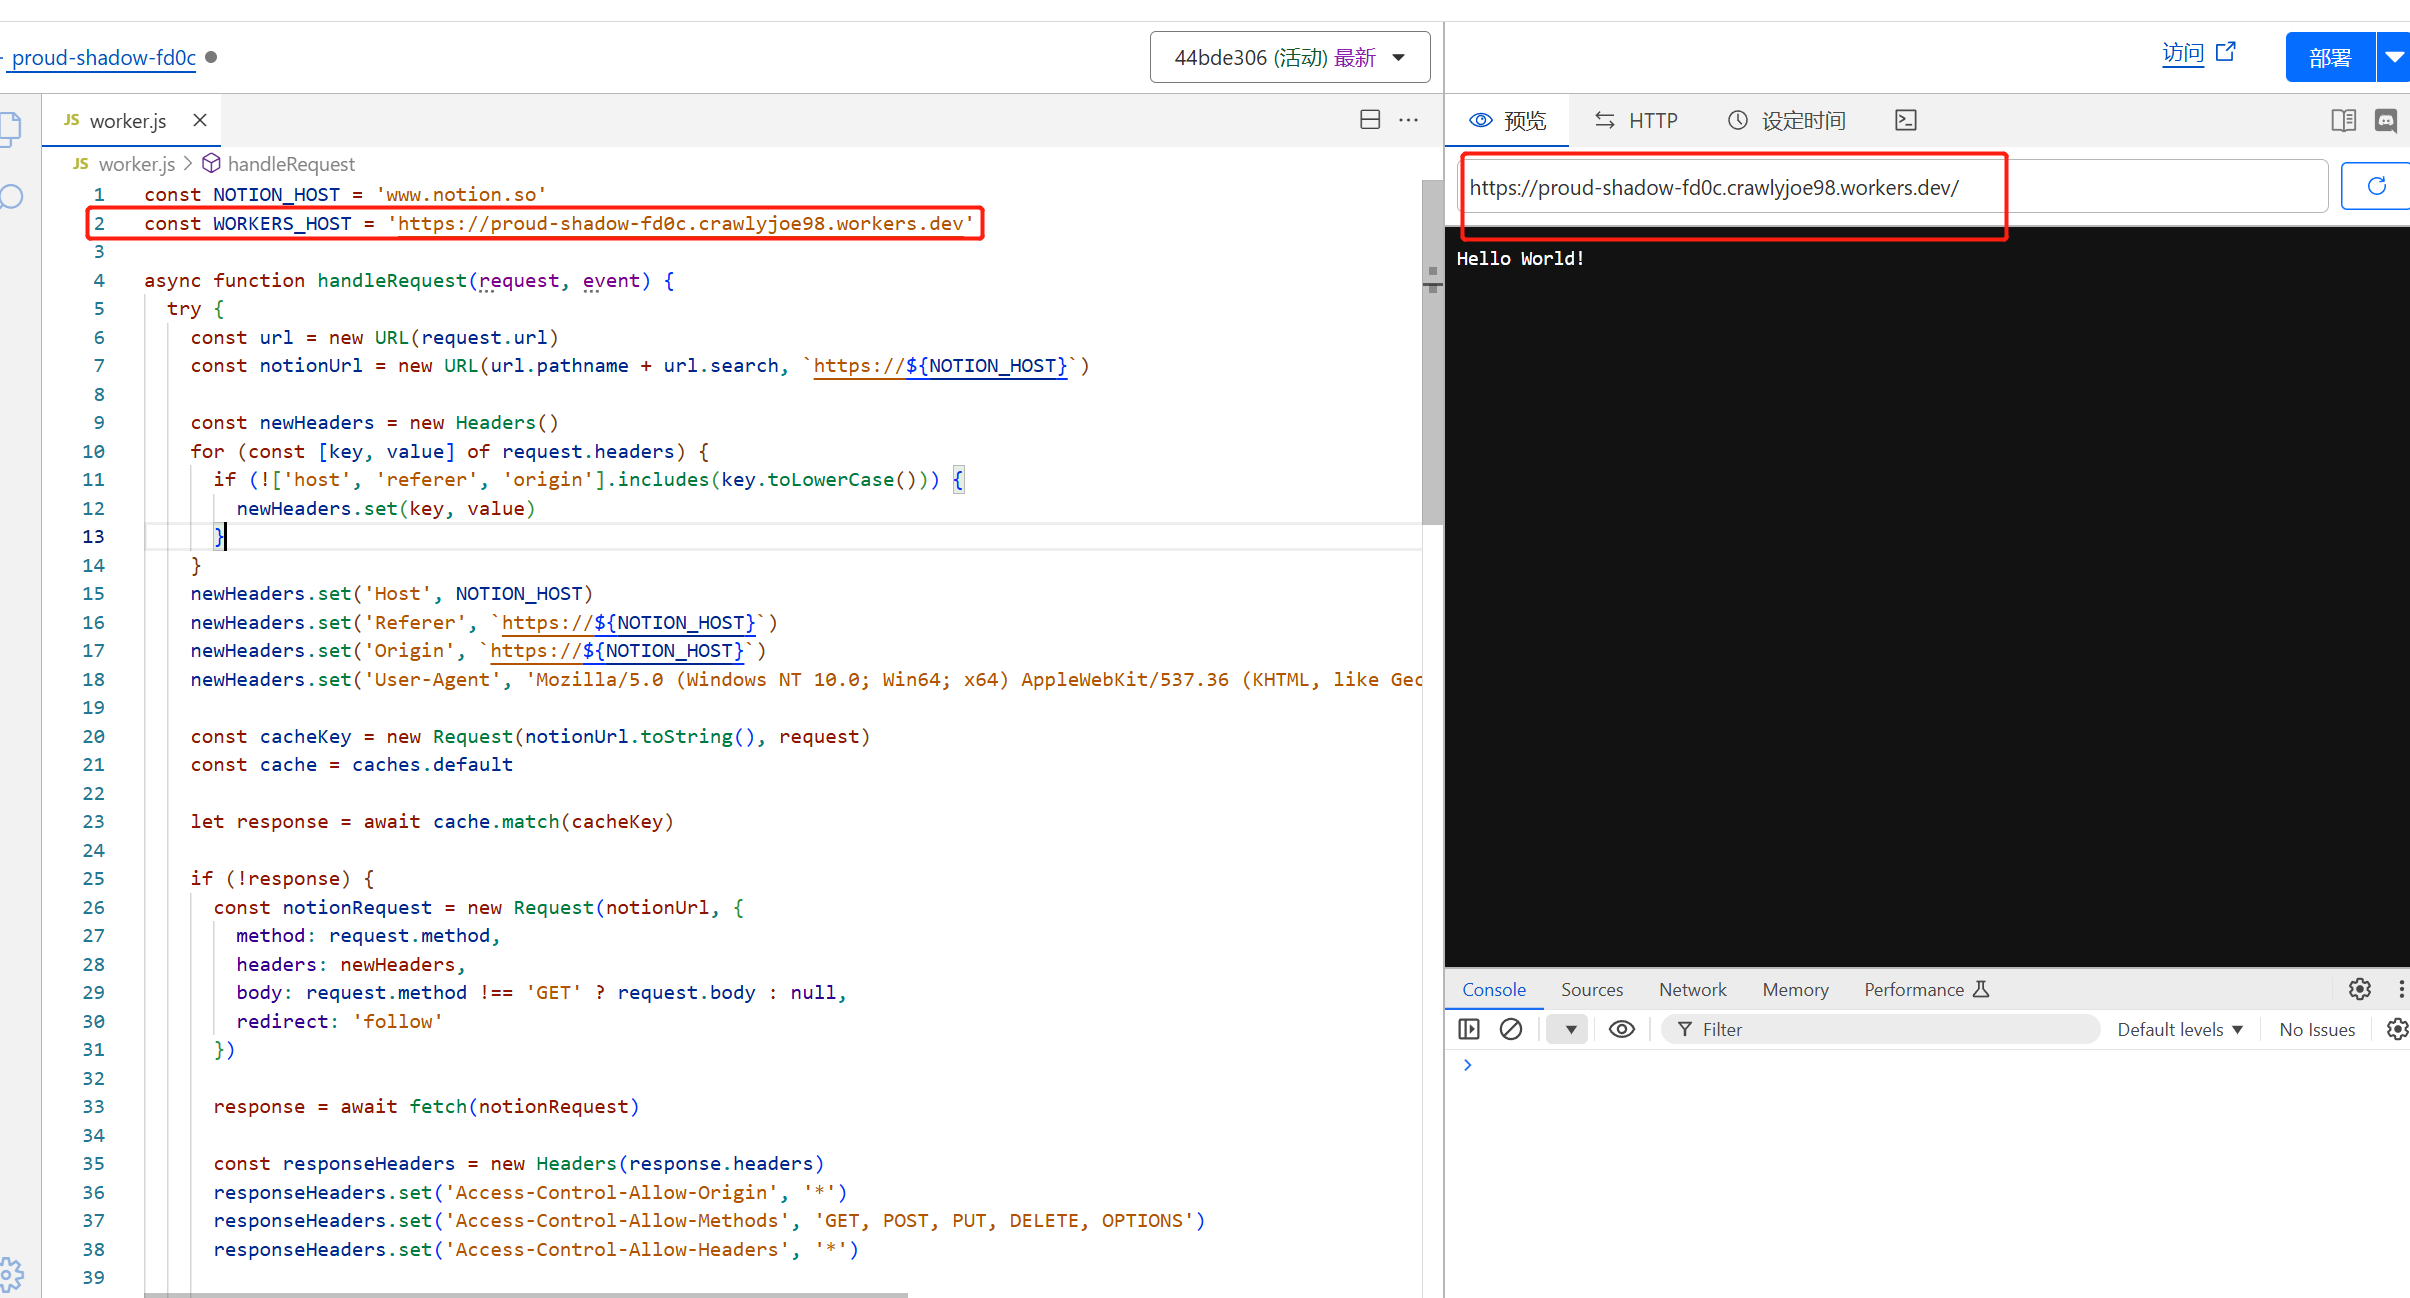 proud-shadow-fd0c
44bde306 (活动) 最新
访问
部署
JS worker.js
JS worker.js > handleRequest
1 const NOTION_HOST = 'www.notion.so'
2 const WORKERS_HOST = 'https://proud-shadow-fd0c.crawlyjoe98.workers.dev'
3
4 async function handleRequest(request, event) {
5 try {
6 const url = new URL(request.url)
7 const notionUrl = new URL(url.pathname + url.search, `https://${NOTION_HOST}`)
8
9 const newHeaders = new Headers()
10 for (const [key, value] of request.headers) {
11 if (!['host', 'referer', 'origin'].includes(key.toLowerCase())) {
12 newHeaders.set(key, value)
13 }
14 }
15 newHeaders.set('Host', NOTION_HOST)
16 newHeaders.set('Referer', `https://${NOTION_HOST}`)
17 newHeaders.set('Origin', `https://${NOTION_HOST}`)
18 newHeaders.set('User-Agent', 'Mozilla/5.0 (Windows NT 10.0; Win64; x64) AppleWebKit/537.36 (KHTML, like Gec
19
20 const cacheKey = new Request(notionUrl.toString(), request)
21 const cache = caches.default
22
23 let response = await cache.match(cacheKey)
24
25 if (!response) {
26 const notionRequest = new Request(notionUrl, {
27 method: request.method,
28 headers: newHeaders,
29 body: request.method !== 'GET' ? request.body : null,
30 redirect: 'follow'
31 })
32
33 response = await fetch(notionRequest)
34
35 const responseHeaders = new Headers(response.headers)
36 responseHeaders.set('Access-Control-Allow-Origin', '*')
37 responseHeaders.set('Access-Control-Allow-Methods', 'GET, POST, PUT, DELETE, OPTIONS')
38 responseHeaders.set('Access-Control-Allow-Headers', '*')
39
预览 HTTP 设定时间
https://proud-shadow-fd0c.crawlyjoe98.workers.dev/
Hello World!
Console Sources Network Memory Performance
Filter Default levels No Issues